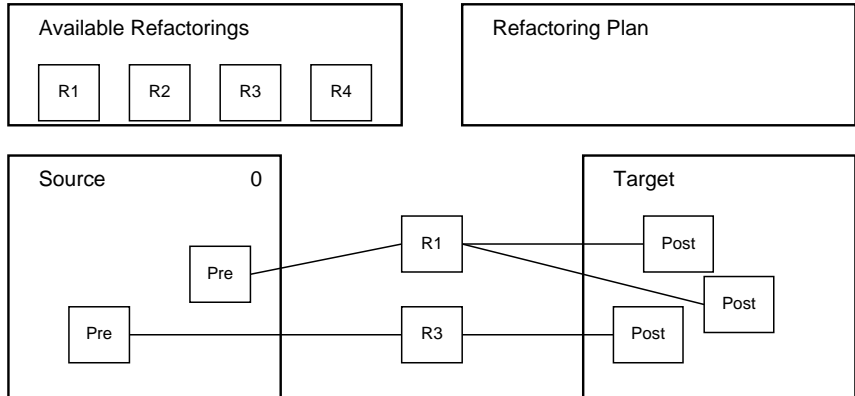 Available Refactorings
R1 R2 R3 R4
Refactoring Plan
Source 0
Target
R1
Post
Pre
Post
Pre
R3
Post